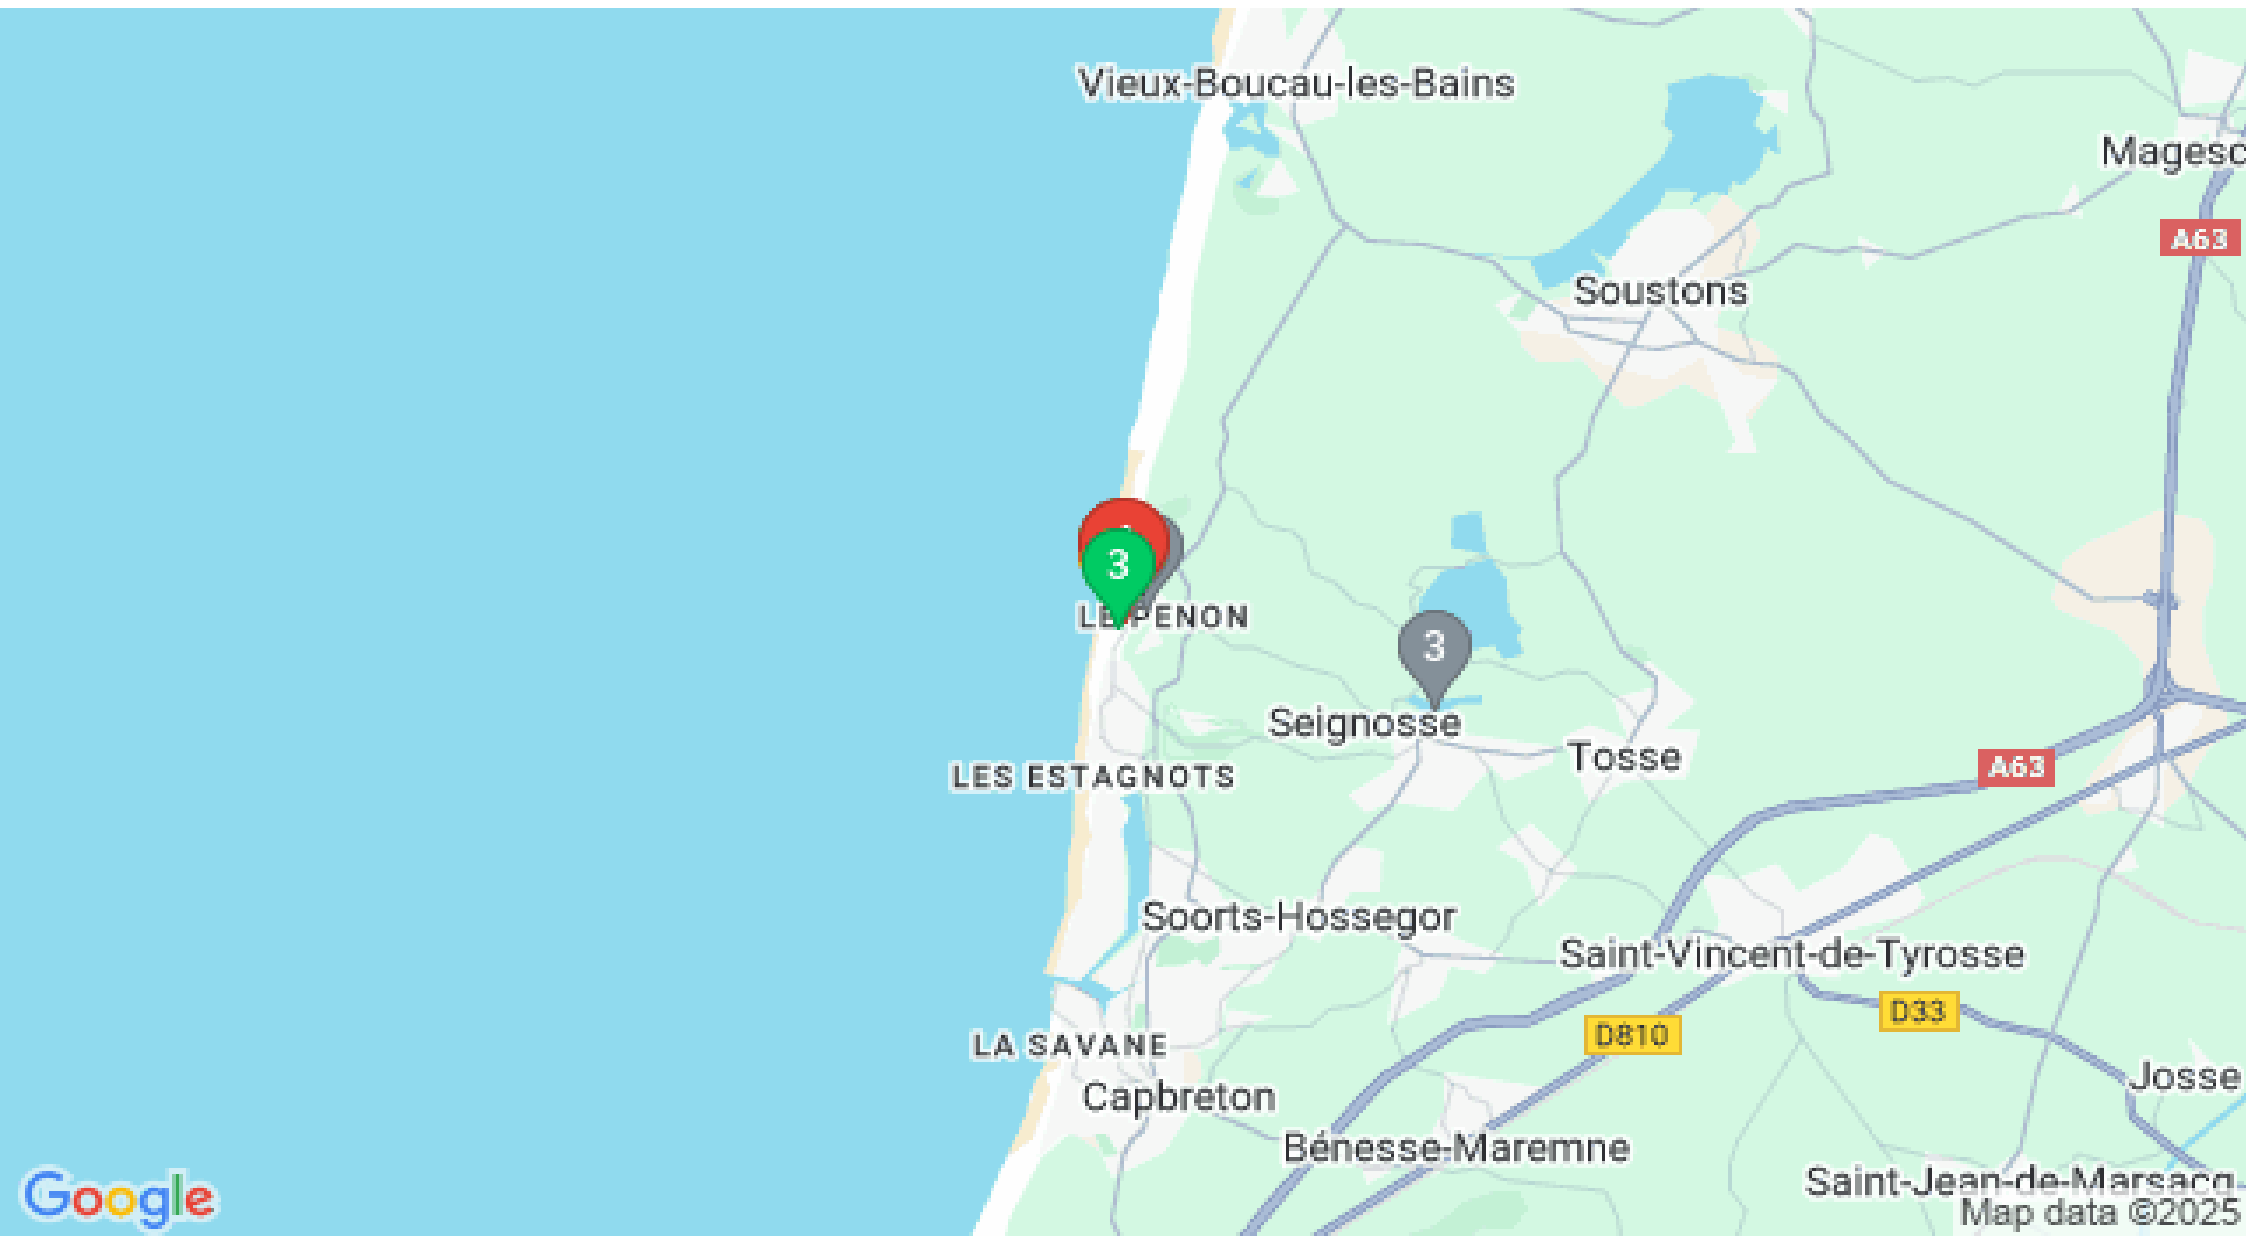 Vieux-Boucau-les-Bains
Magesc
A63
Soustons
3
LE PENON
3
Seignosse
Tosse
A63
LES ESTAGNOTS
Soorts-Hossegor
Saint-Vincent-de-Tyrosse
D33
D810
LA SAVANE
Josse
Capbreton
Bénesse-Maremne
Saint-Jean-de-Marsacq
Google
Map data ©2025